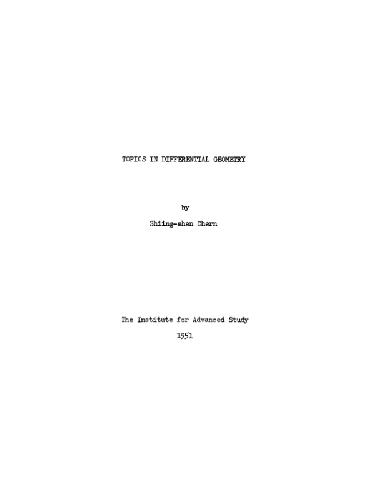 TOPICS IN DIFFERENTIAL GEOMETRY
by
Shiing-shen Chern
The Institute for Advanced Study
1951